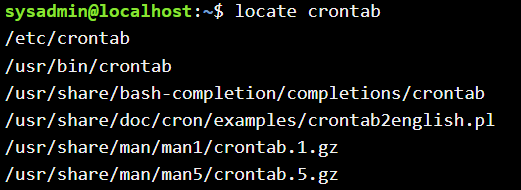 sysadmin@localhost:~$ locate crontab
/etc/crontab
/usr/bin/crontab
/usr/share/bash-completion/completions/crontab
/usr/share/doc/cron/examples/crontab2english.pl
/usr/share/man/man1/crontab.1.gz
/usr/share/man/man5/crontab.5.gz